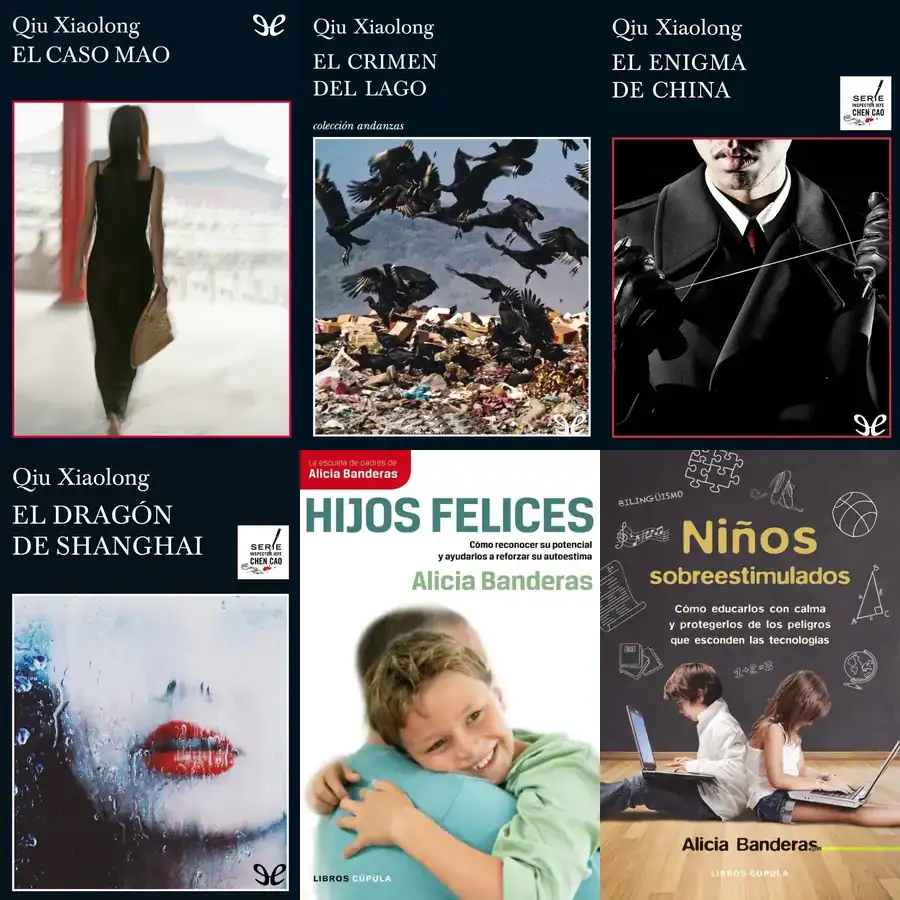 Qiu Xiaolong
EL CASO MAO
Qiu Xiaolong
EL CRIMEN
DEL LAGO
colección andanzas
Qiu Xiaolong
EL ENIGMA
DE CHINA
SERIE
INSPECTOR JEFE
CHEN CAO
Qiu Xiaolong
EL DRAGÓN
DE SHANGHAI
SERIE
INSPECTOR JEFE
CHEN CAO
La escuela de padres de
Alicia Banderas
HIJOS FELICES
Cómo reconocer su potencial
y ayudarlos a reforzar su autoestima
Alicia Banderas
LIBROS CÚPULA
BILINGÜISMO
Niños
sobreestimulados
Cómo educarlos con calma
y protegerlos de los peligros
que esconden las tecnologías
A
B
C
1+2=3
Alicia Banderas
LIBROS CÚPULA